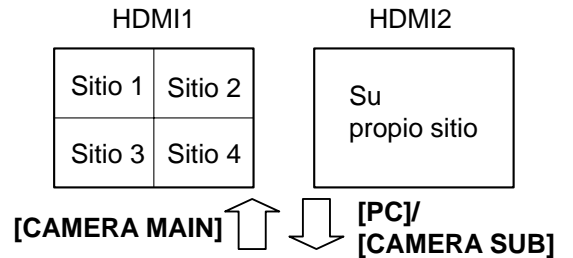 HDMI1
HDMI2
Sitio 1
Sitio 2
Sitio 3
Sitio 4
Su
propio sitio
[CAMERA MAIN]
[PC]/
[CAMERA SUB]